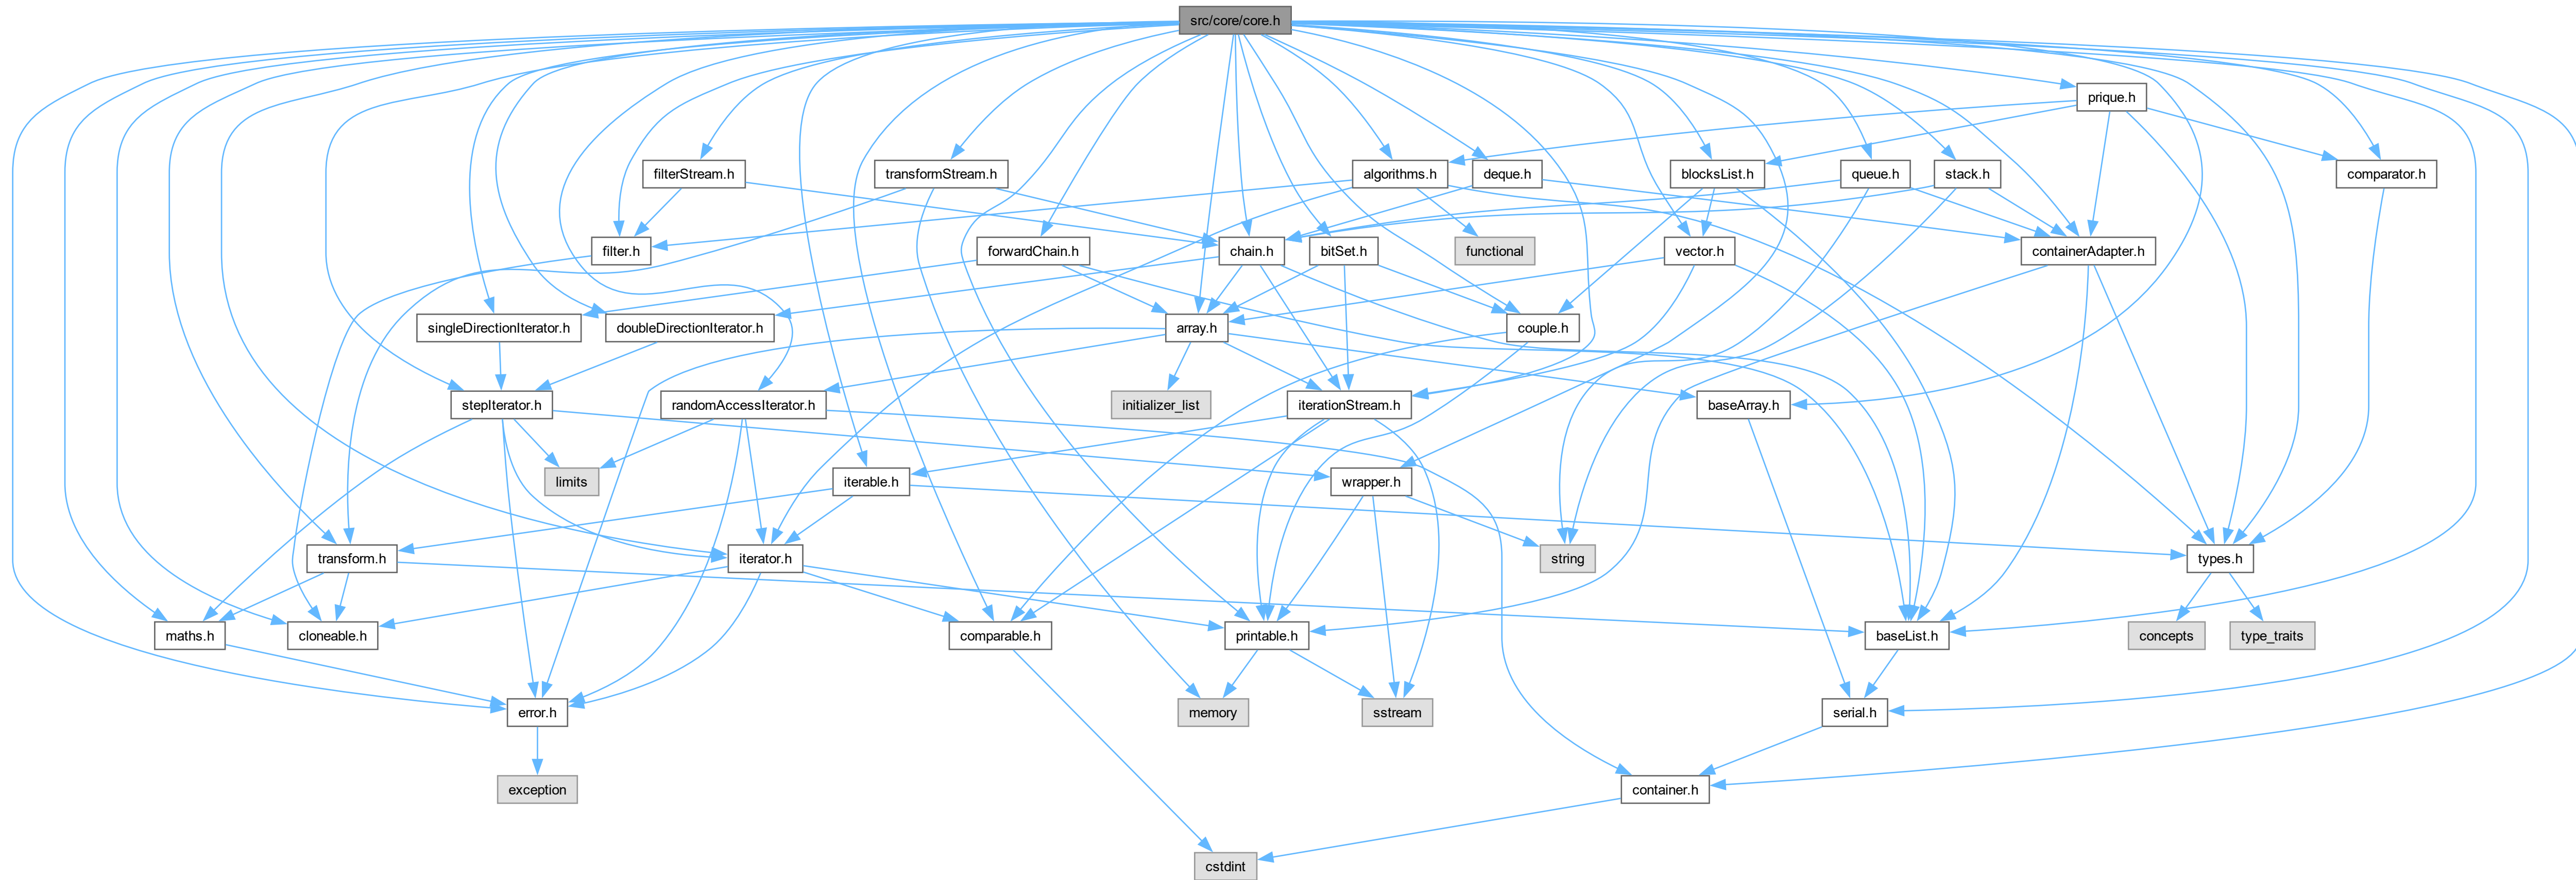 src/core/core.h
prique.h
filterStream.h
transformStream.h
algorithms.h
deque.h
blocksList.h
queue.h
stack.h
comparator.h
filter.h
forwardChain.h
chain.h
bitSet.h
functional
vector.h
containerAdapter.h
singleDirectionIterator.h
doubleDirectionIterator.h
array.h
couple.h
stepIterator.h
randomAccessIterator.h
initializer_list
iterationStream.h
baseArray.h
limits
iterable.h
wrapper.h
transform.h
iterator.h
string
types.h
maths.h
cloneable.h
comparable.h
printable.h
baseList.h
concepts
type_traits
error.h
memory
sstream
serial.h
exception
container.h
cstdint